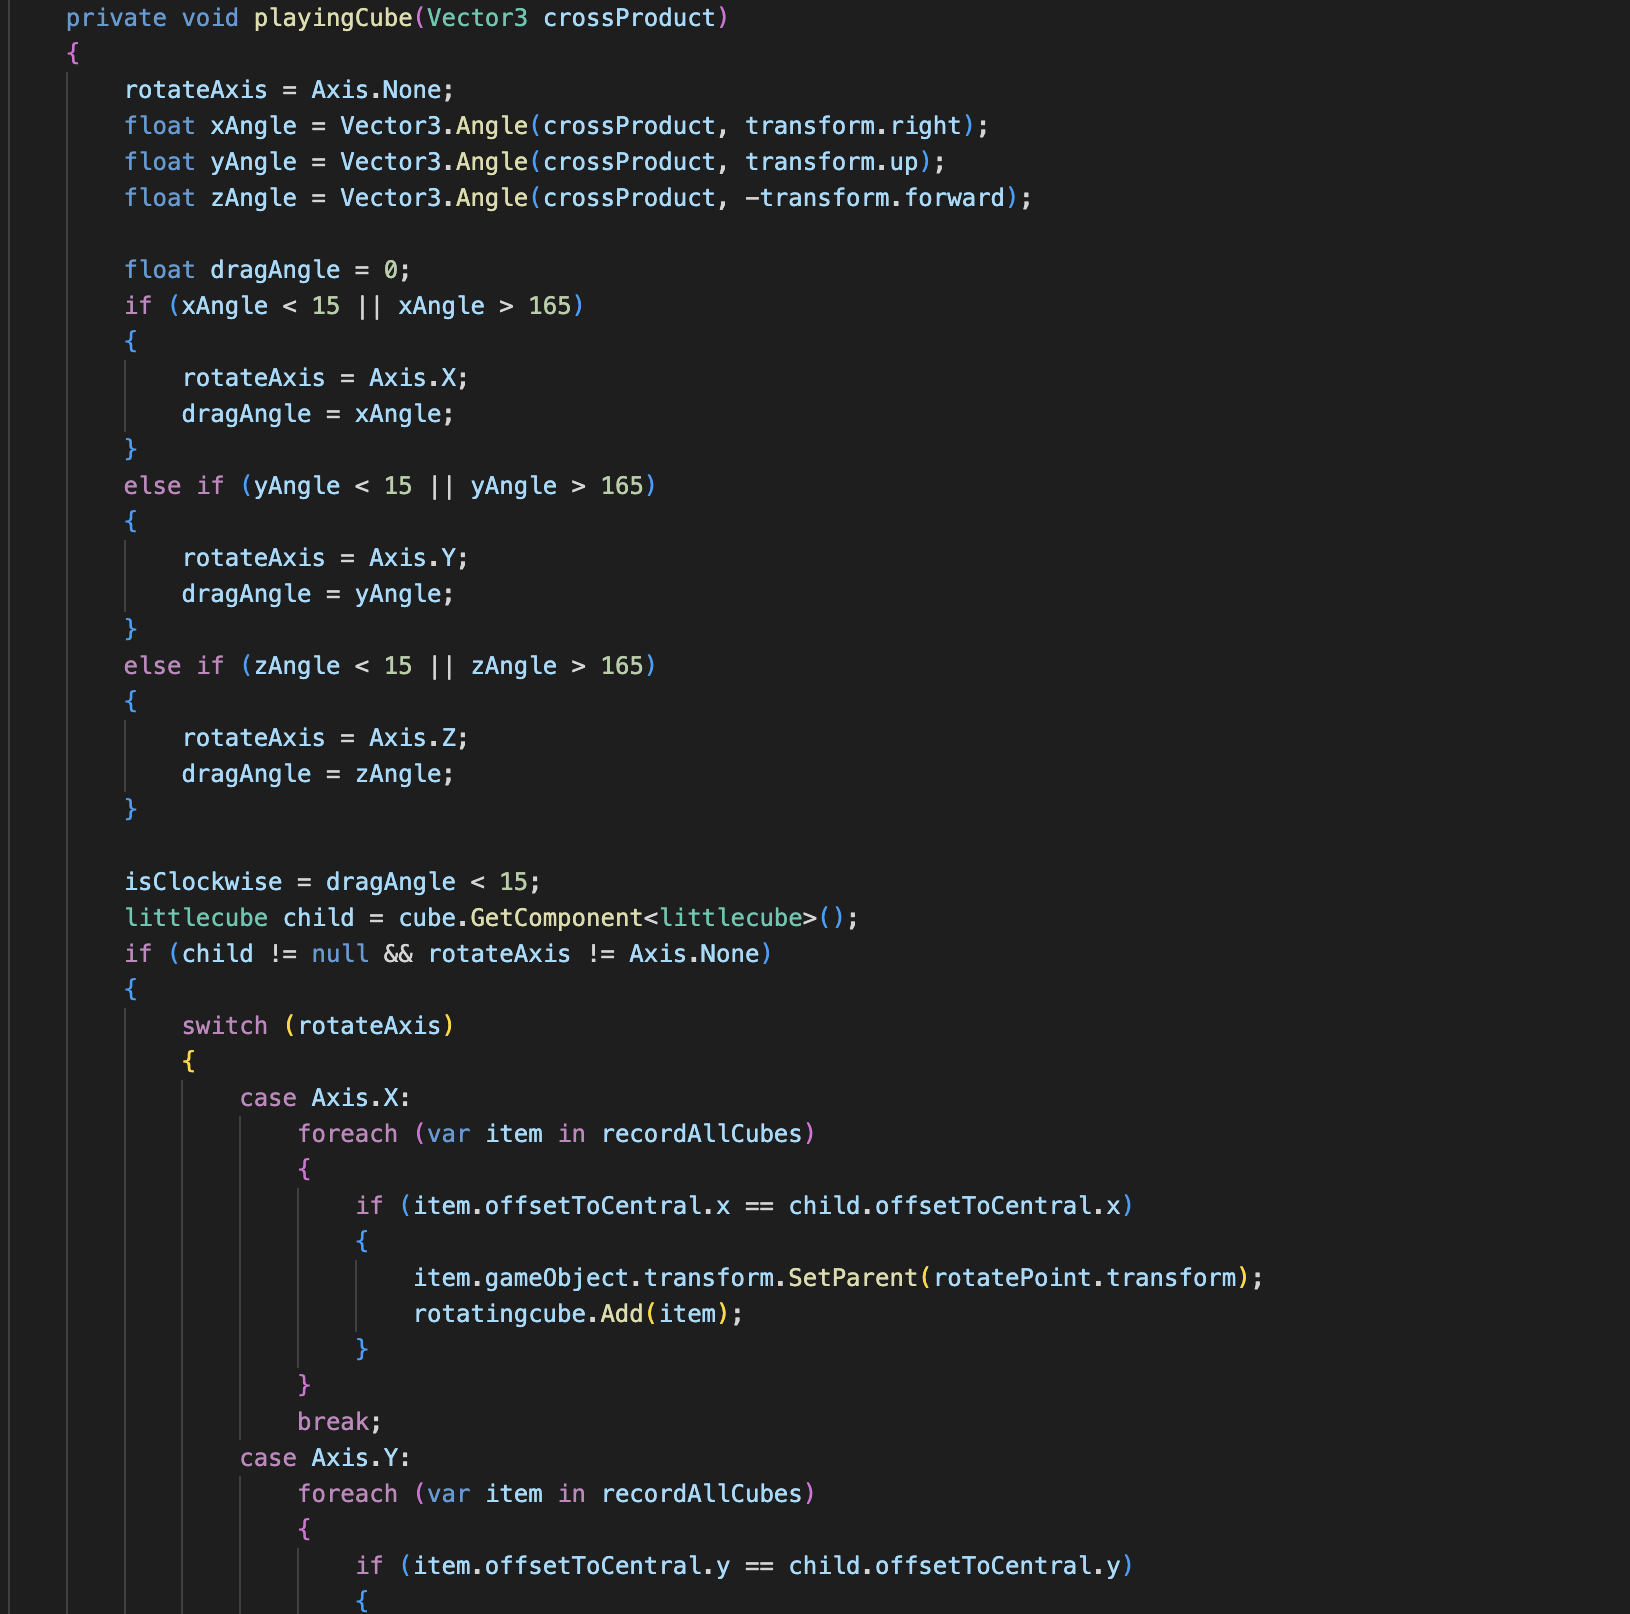 private void playingCube(Vector3 crossProduct)
{
rotateAxis = Axis.None;
float xAngle = Vector3.Angle(crossProduct, transform.right);
float yAngle = Vector3.Angle(crossProduct, transform.up);
float zAngle = Vector3.Angle(crossProduct, -transform.forward);
float dragAngle = 0;
if (xAngle < 15 || xAngle > 165)
{
rotateAxis = Axis.X;
dragAngle = xAngle;
}
else if (yAngle < 15 || yAngle > 165)
{
rotateAxis = Axis.Y;
dragAngle = yAngle;
}
else if (zAngle < 15 || zAngle > 165)
{
rotateAxis = Axis.Z;
dragAngle = zAngle;
}
isClockwise = dragAngle < 15;
littlecube child = cube.GetComponent<littlecube>();
if (child != null && rotateAxis != Axis.None)
{
switch (rotateAxis)
{
case Axis.X:
foreach (var item in recordAllCubes)
{
if (item.offsetToCentral.x == child.offsetToCentral.x)
{
item.gameObject.transform.SetParent(rotatePoint.transform);
rotatingcube.Add(item);
}
}
break;
case Axis.Y:
foreach (var item in recordAllCubes)
{
if (item.offsetToCentral.y == child.offsetToCentral.y)
{